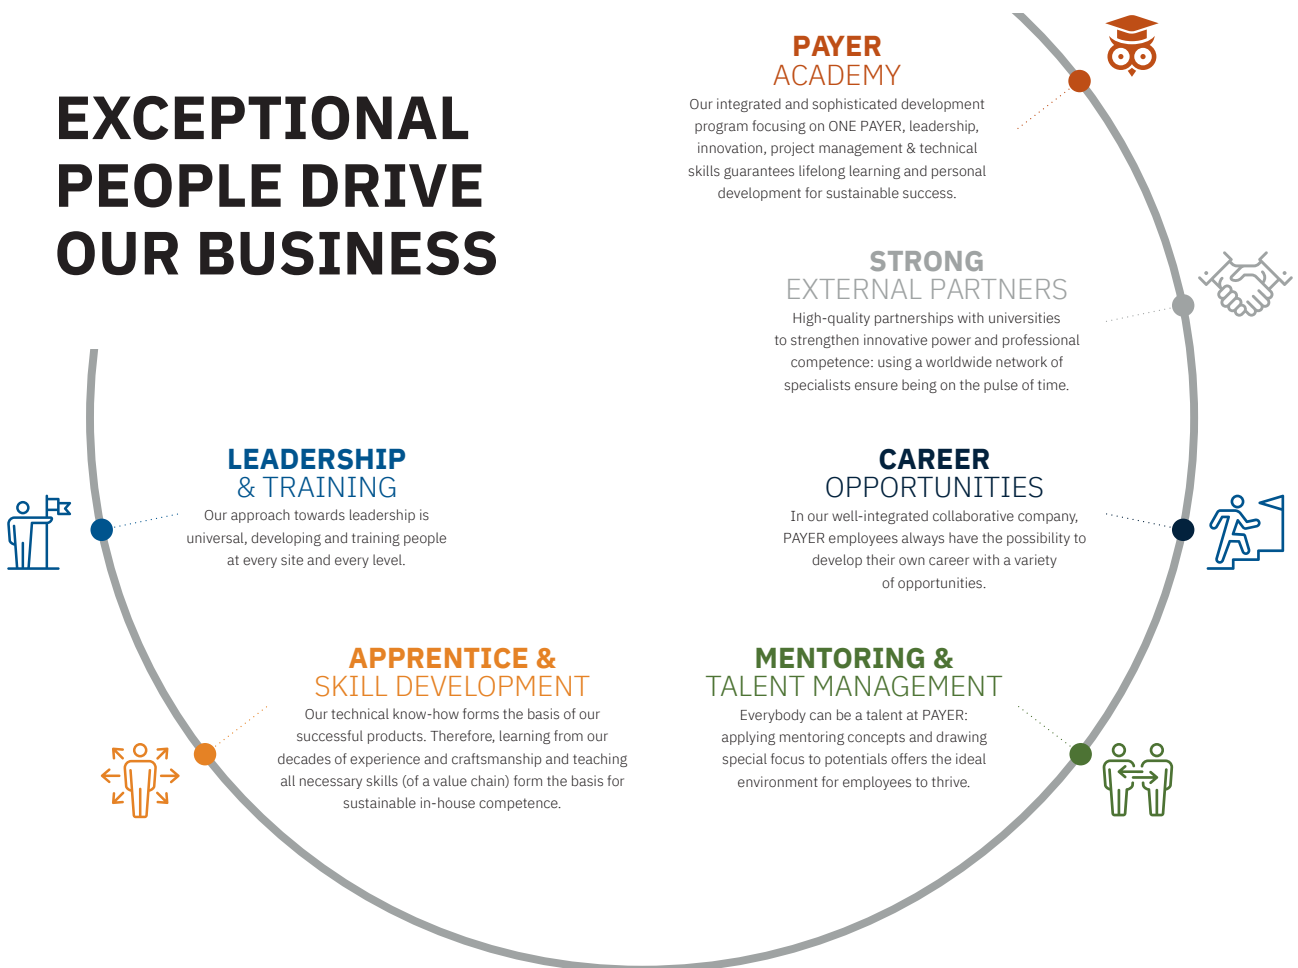 EXCEPTIONAL
PEOPLE DRIVE
OUR BUSINESS
PAYER
ACADEMY
Our integrated and sophisticated development
program focusing on ONE PAYER, leadership,
innovation, project management & technical
skills guarantees lifelong learning and personal
development for sustainable success.
STRONG
EXTERNAL PARTNERS
High-quality partnerships with universities
to strengthen innovative power and professional
competence: using a worldwide network of
specialists ensure being on the pulse of time.
LEADERSHIP
& TRAINING
Our approach towards leadership is
universal, developing and training people
at every site and every level.
CAREER
OPPORTUNITIES
In our well-integrated collaborative company,
PAYER employees always have the possibility to
develop their own career with a variety
of opportunities.
APPRENTICE &
SKILL DEVELOPMENT
Our technical know-how forms the basis of our
successful products. Therefore, learning from our
decades of experience and craftsmanship and teaching
all necessary skills (of a value chain) form the basis for
sustainable in-house competence.
MENTORING &
TALENT MANAGEMENT
Everybody can be a talent at PAYER:
applying mentoring concepts and drawing
special focus to potentials offers the ideal
environment for employees to thrive.